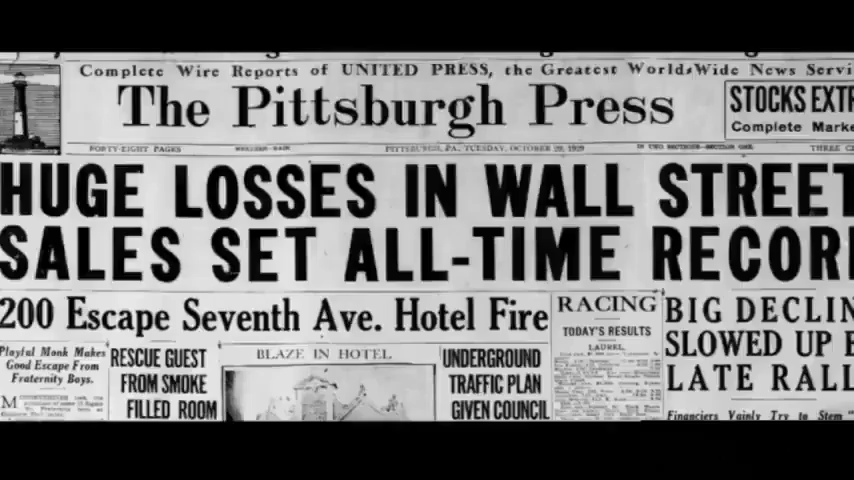 Complete Wire Reports of UNITED PRESS, the Greatest World-Wide News Servi
The Pittsburgh Press
STOCKS EXTR
Complete Marke
FORTY-EIGHT PAGES
PITTSBURGH, PA., TUESDAY, OCTOBER 29, 1929
IN TWO SECTIONS—SECTION ONE
THREE CE
HUGE LOSSES IN WALL STREET
SALES SET ALL-TIME RECOR
200 Escape Seventh Ave. Hotel Fire
RACING
TODAY'S RESULTS
LAUREL
BIG DECLIN
SLOWED UP B
LATE RALL
Financiers Vainly Try to Stem
Playful Monk Makes
Good Escape From
Fraternity Boys.
RESCUE GUEST
FROM SMOKE
FILLED ROOM
BLAZE IN HOTEL
UNDERGROUND
TRAFFIC PLAN
GIVEN COUNCIL